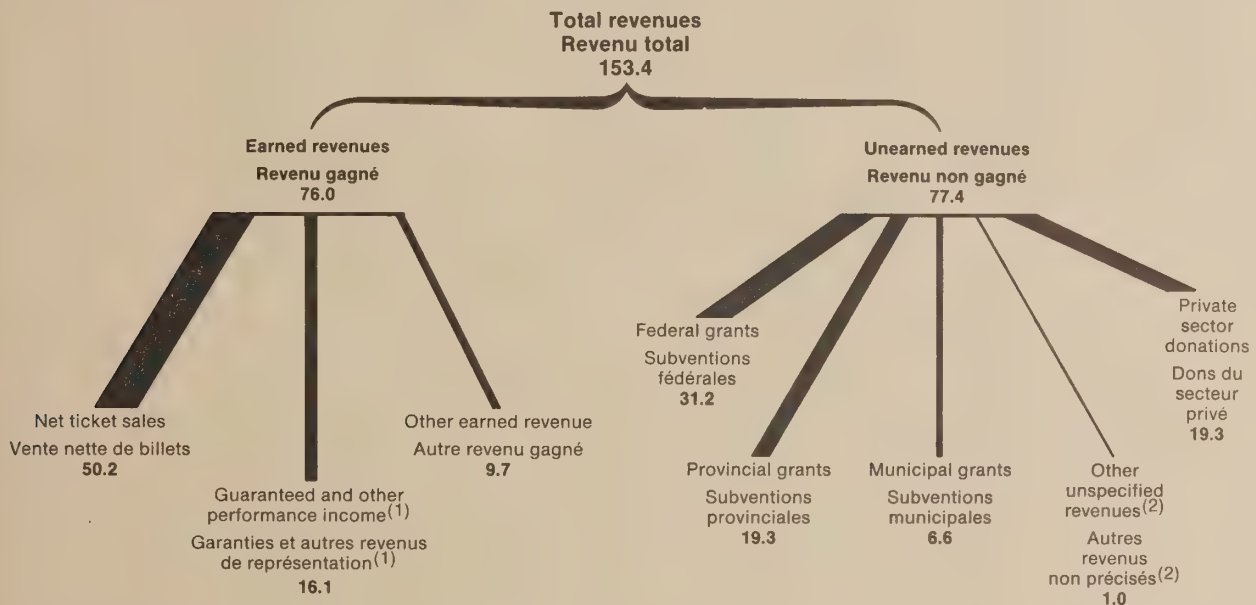 Total revenues
Revenu total
153.4
Earned revenues
Revenu gagné
76.0
Unearned revenues
Revenu non gagné
77.4
Net ticket sales
Vente nette de billets
50.2
Guaranteed and other
performance income(1)
Garanties et autres revenus
de représentation(1)
16.1
Other earned revenue
Autre revenu gagné
9.7
Federal grants
Subventions
fédérales
31.2
Provincial grants
Subventions
provinciales
19.3
Municipal grants
Subventions
municipales
6.6
Other
unspecified
revenues(2)
Autres
revenus
non précisés(2)
1.0
Private
sector
donations
Dons du
secteur
privé
19.3